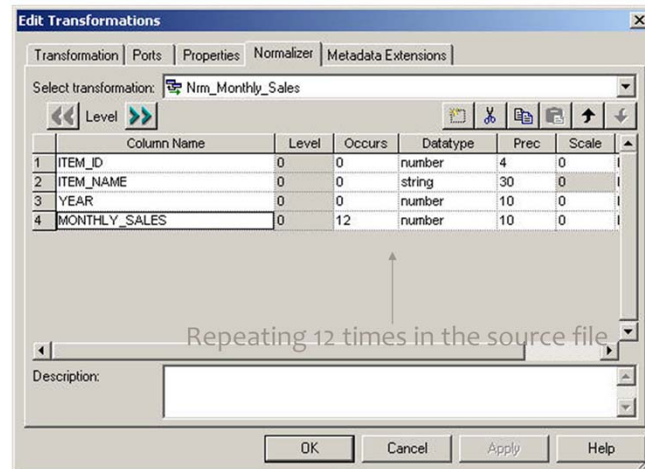 Edit Transformations
Transformation Ports Properties Normalizer Metadata Extensions
Select transformation: Nrm_Monthly_Sales
Level
Column Name Level Occurs Datatype Prec Scale
1 ITEM_ID 0 0 number 4 0
2 ITEM_NAME 0 0 string 30 0
3 YEAR 0 0 number 10 0
4 MONTHLY_SALES 0 12 number 10 0
Repeating 12 times in the source file
Description:
OK Cancel Apply Help